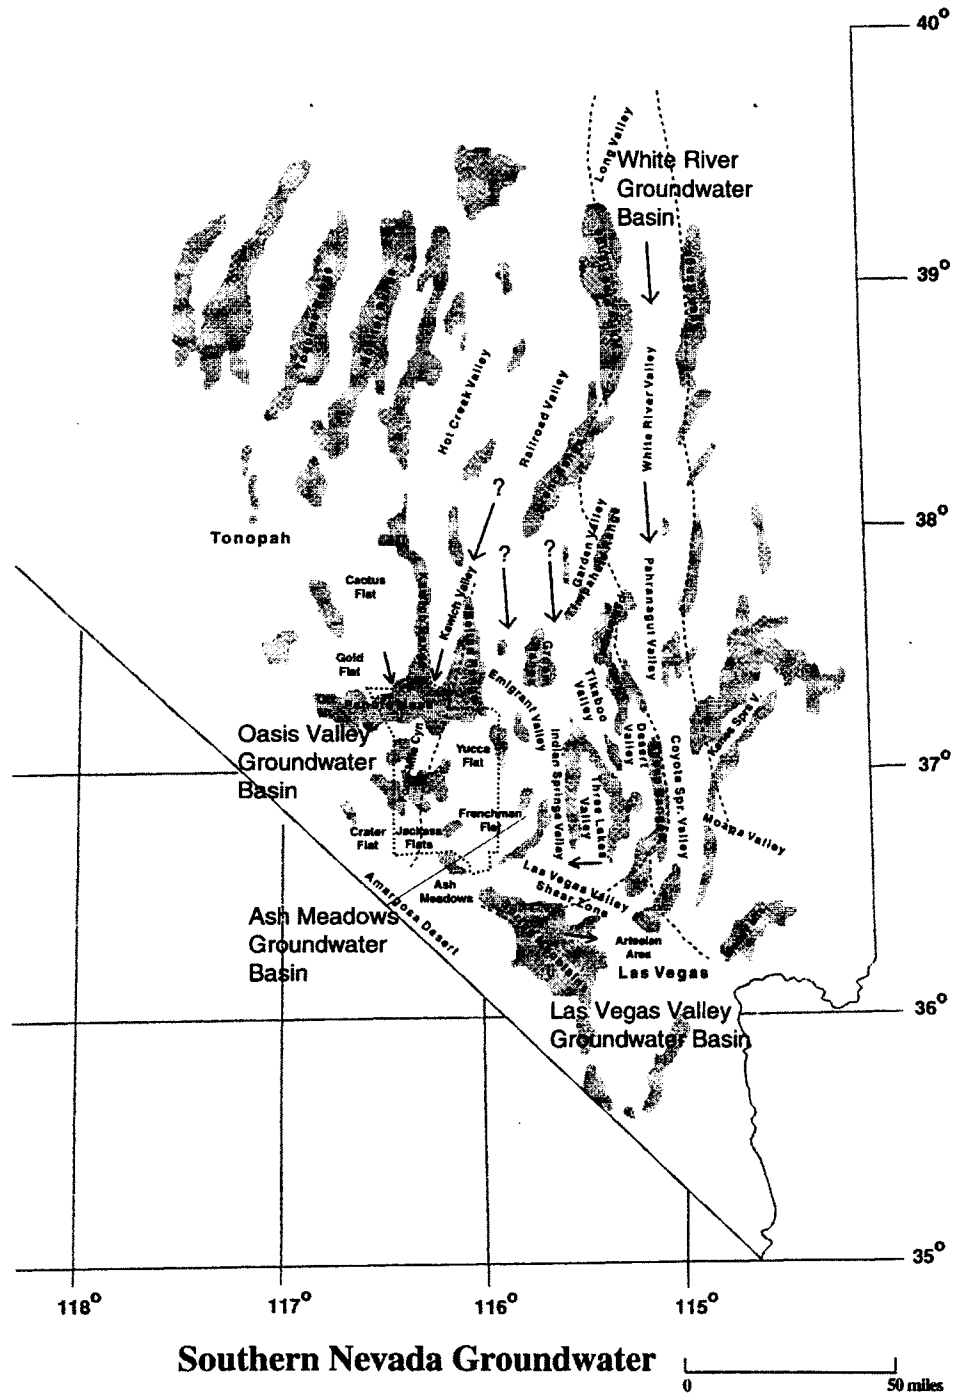 40°
Long Valley
White River
Groundwater
Basin
39°
Hot Creek Valley
Railroad Valley
White River Valley
?
38°
Tonopah
?
?
Garden Valley
Cactus
Flat
Kawich Valley
Pahranagut Valley
Gold
Flat
Emigrant Valley
Tikaboo
Valley
Desert
Valley
Kanes Spra V.
Oasis Valley
Groundwater
Basin
Yucca
Flat
Indian Springs Valley
Three Lakes
Valley
Coyote Spr. Valley
37°
Crater
Flat
Jackass
Flats
Frenchman
Flat
Moapa Valley
Ash
Meadows
Las Vegas Valley
Shear Zone
Amargosa Desert
Ash Meadows
Groundwater
Basin
Artesian
Area
Las Vegas
Las Vegas Valley
Groundwater Basin
36°
35°
118°
117°
116°
115°
Southern Nevada Groundwater
0
50 miles